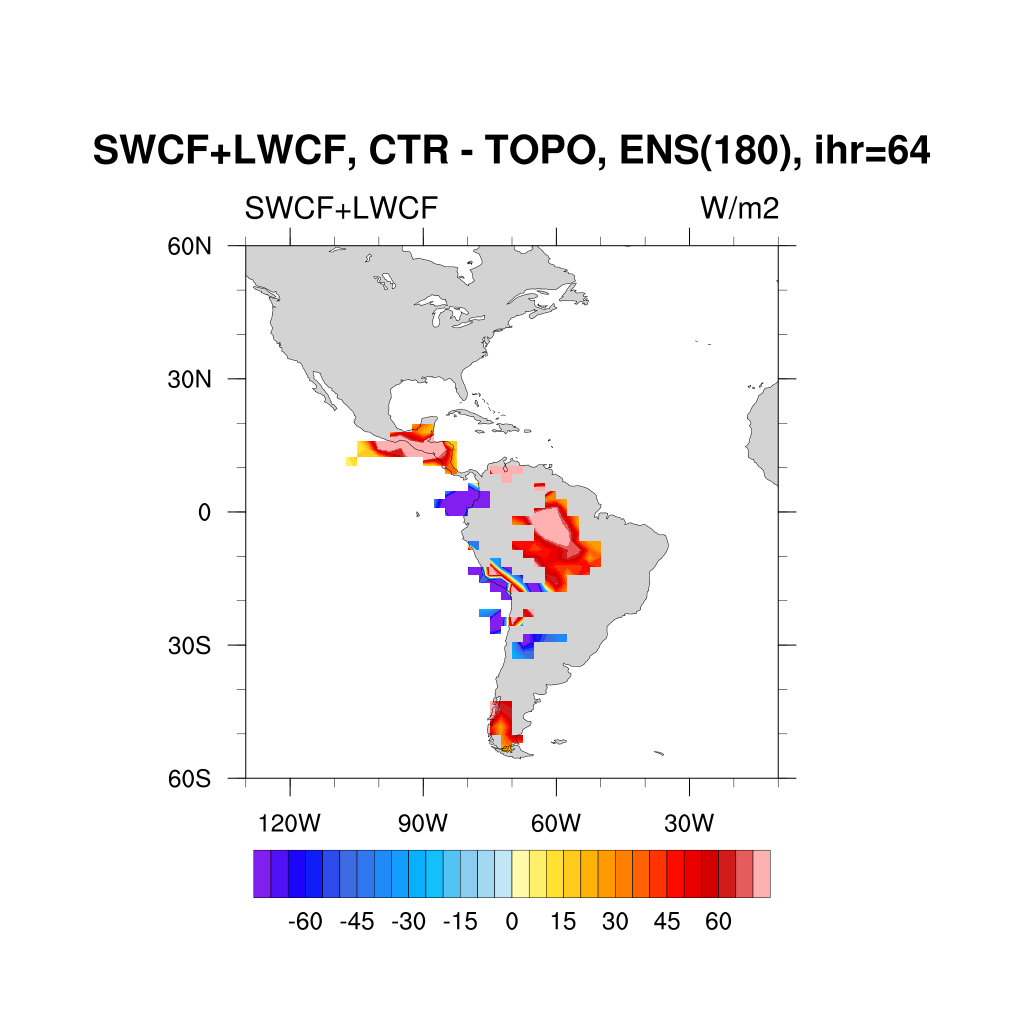 SWCF+LWCF, CTR - TOPO, ENS(180), ihr=64
SWCF+LWCF W/m2
60N
30N
0
30S
60S
120W 90W 60W 30W
-60 -45 -30 -15 0 15 30 45 60